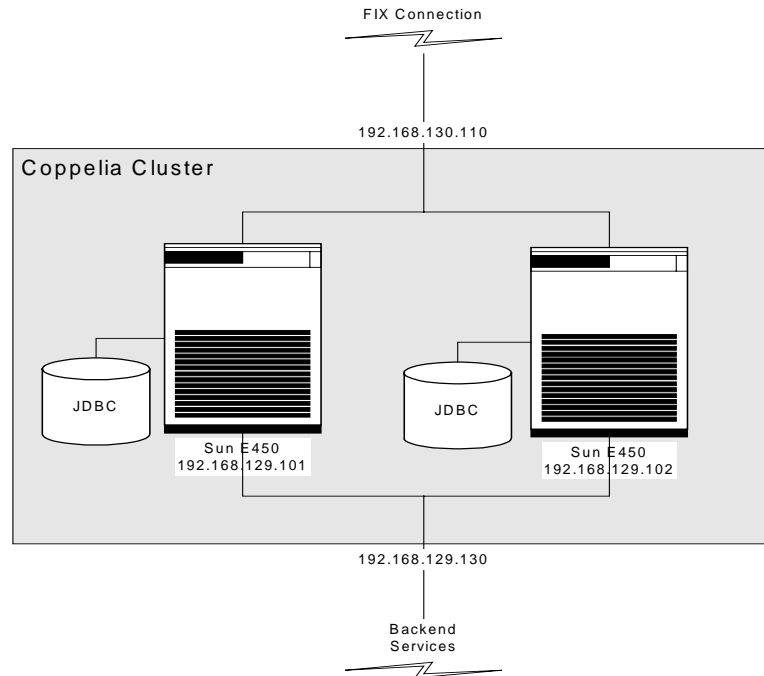 FIX Connection
192.168.130.110
Coppelia Cluster
JDBC
JDBC
Sun E450
192.168.129.101
Sun E450
192.168.129.102
192.168.129.130
Backend
Services